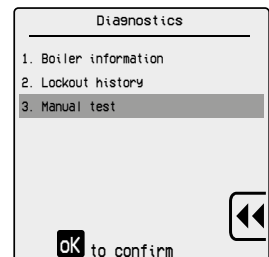 Diagnostics
1. Boiler information
2. Lockout history
3. Manual test
OK to confirm